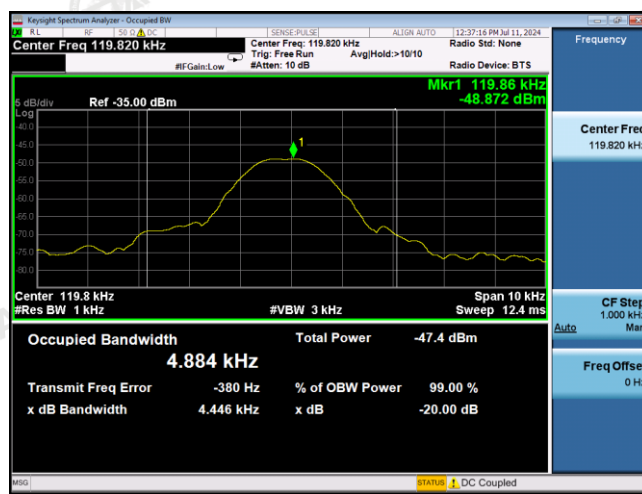 Keysight Spectrum Analyzer - Occupied BW
RL RF 50 Ω DC SENSE:PULSE ALIGN AUTO 12:37:16 PM Jul 11, 2024
Center Freq 119.820 kHz Center Freq: 119.820 kHz Radio Std: None Frequency
Trig: Free Run Avg|Hold:>10/10
#IFGain:Low #Atten: 10 dB Radio Device: BTS
Mkr1 119.86 kHz
5 dB/div Ref -35.00 dBm -48.872 dBm
Log
-40.0
1
-45.0
Center Freq
119.820 kHz
-50.0
-55.0
-60.0
-65.0
-70.0
-75.0
-80.0
Center 119.8 kHz Span 10 kHz
#Res BW 1 kHz #VBW 3 kHz Sweep 12.4 ms
CF Step
1.000 kHz
Auto Man
Occupied Bandwidth Total Power -47.4 dBm
4.884 kHz
Freq Offset
0 Hz
Transmit Freq Error -380 Hz % of OBW Power 99.00 %
x dB Bandwidth 4.446 kHz x dB -20.00 dB
MSG STATUS DC Coupled